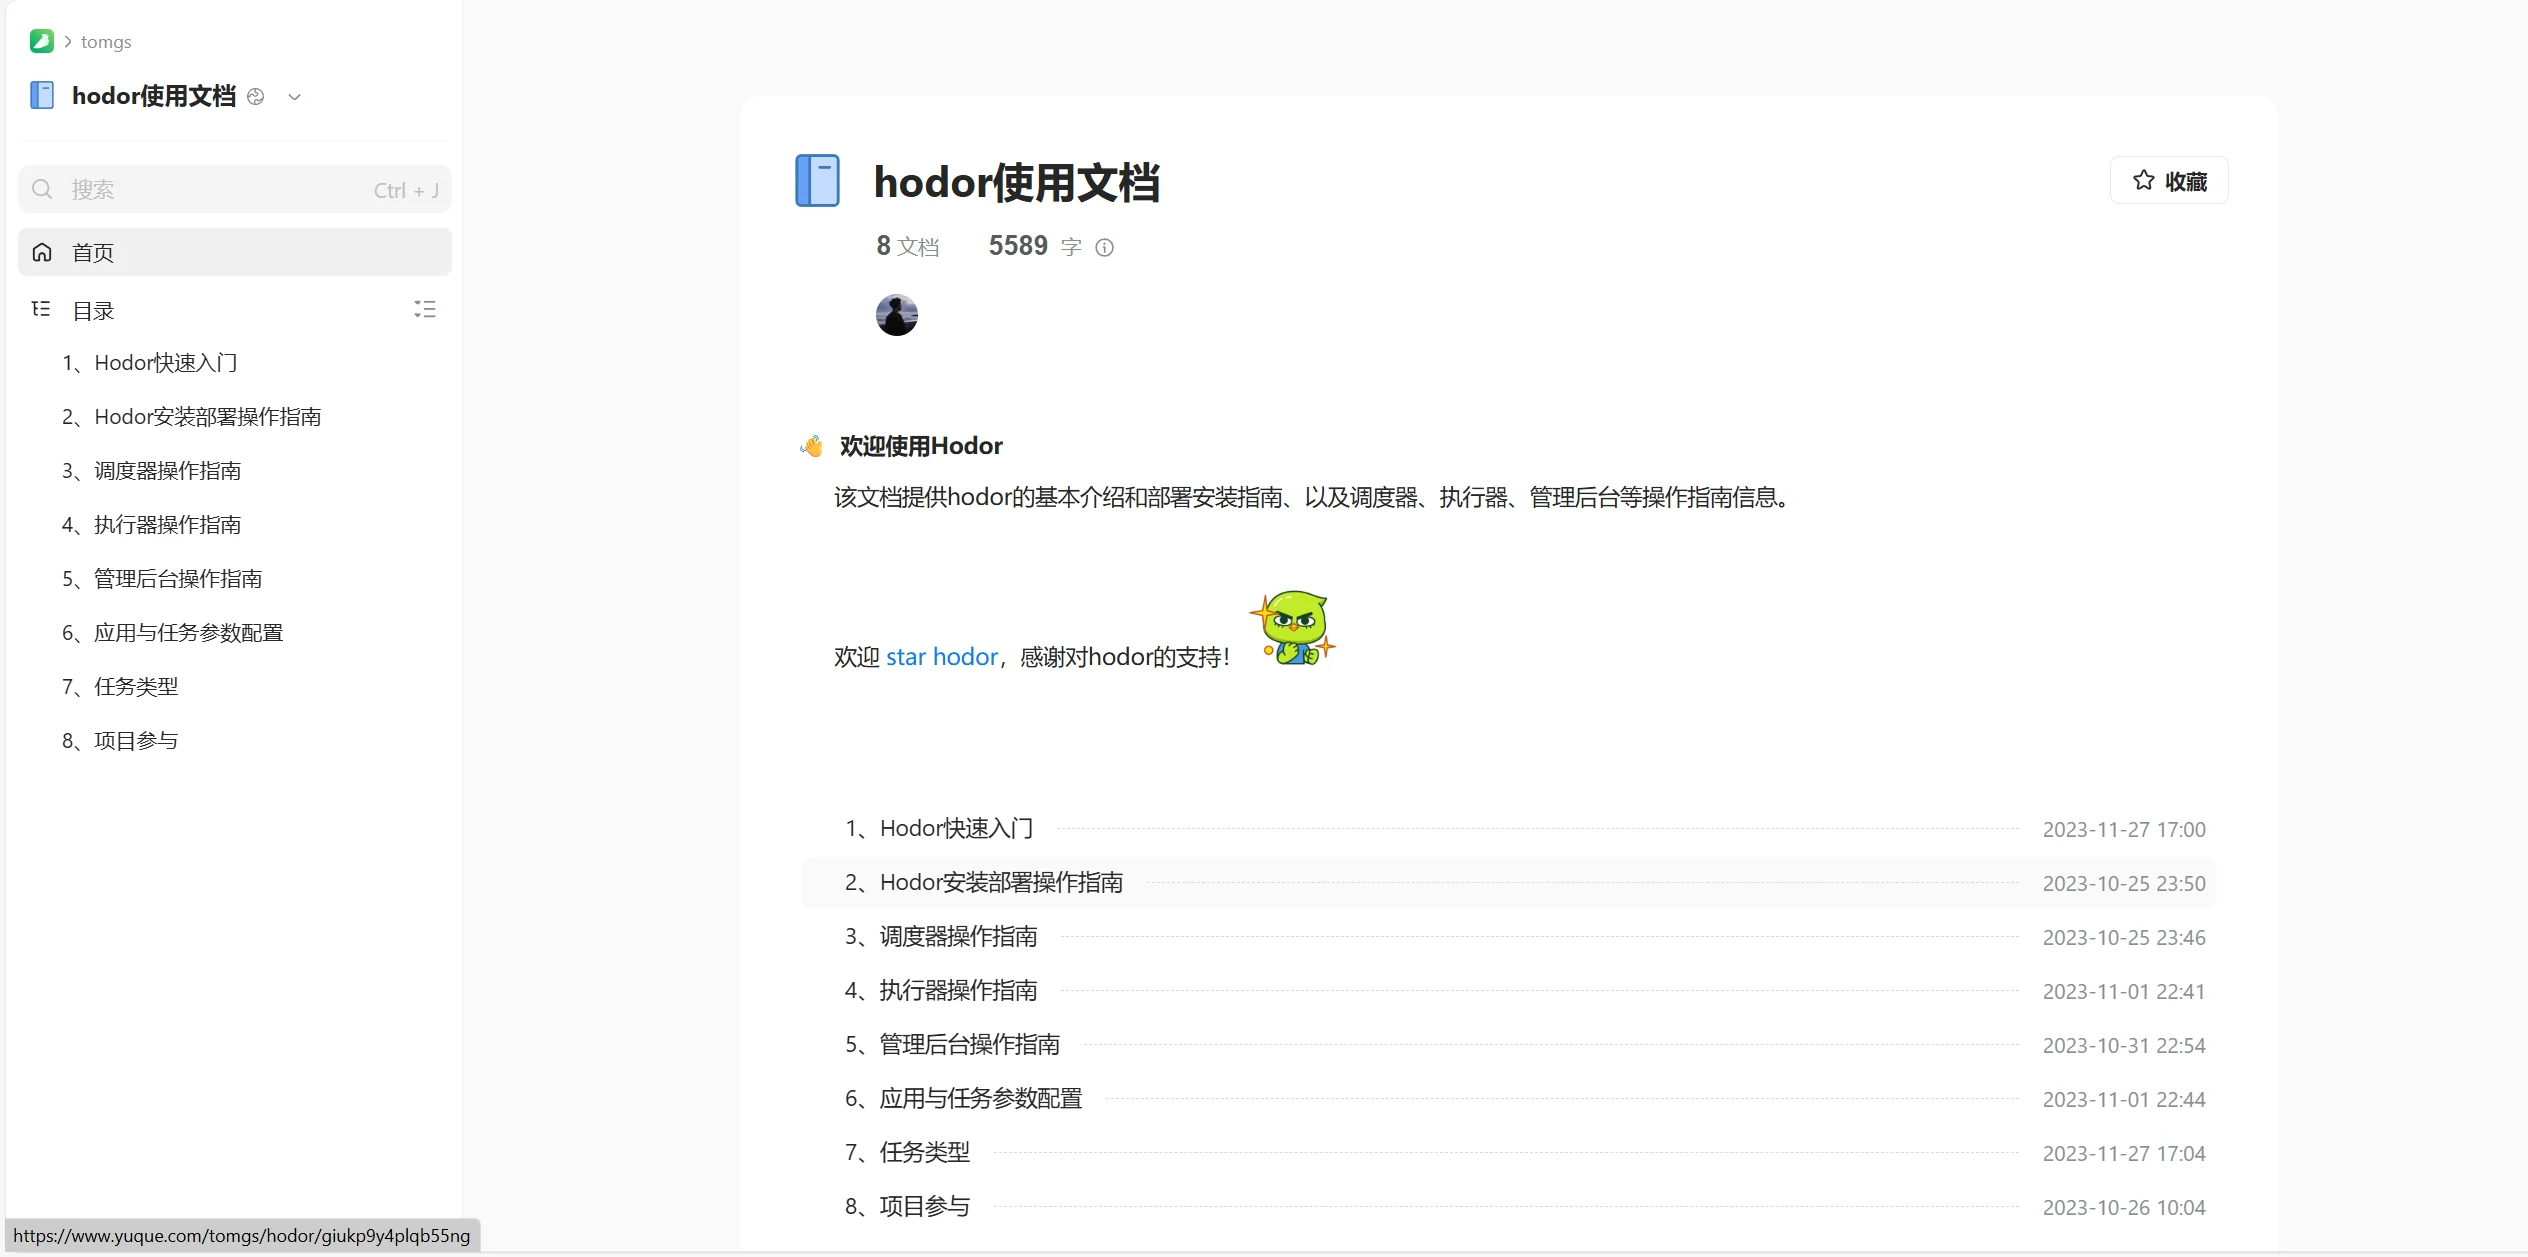 tomgs
hodor使用文档
搜索 Ctrl + J
首页
目录
1、Hodor快速入门
2、Hodor安装部署操作指南
3、调度器操作指南
4、执行器操作指南
5、管理后台操作指南
6、应用与任务参数配置
7、任务类型
8、项目参与
https://www.yuque.com/tomgs/hodor/giukp9y4plqb55ng
hodor使用文档
收藏
8 文档 5589 字
欢迎使用Hodor
该文档提供hodor的基本介绍和部署安装指南、以及调度器、执行器、管理后台等操作指南信息。
欢迎 star hodor，感谢对hodor的支持！
1、Hodor快速入门 2023-11-27 17:00
2、Hodor安装部署操作指南 2023-10-25 23:50
3、调度器操作指南 2023-10-25 23:46
4、执行器操作指南 2023-11-01 22:41
5、管理后台操作指南 2023-10-31 22:54
6、应用与任务参数配置 2023-11-01 22:44
7、任务类型 2023-11-27 17:04
8、项目参与 2023-10-26 10:04